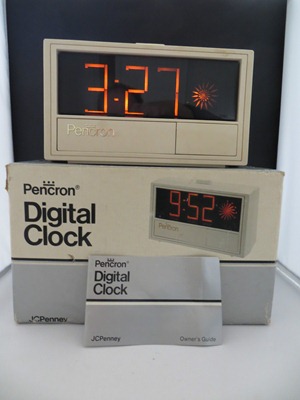 3:27
Pencron
Pencron®
Digital
Clock
9:52
Pencron
JCPenney
Pencron
Digital
Clock
JCPenney
Owner's Guide